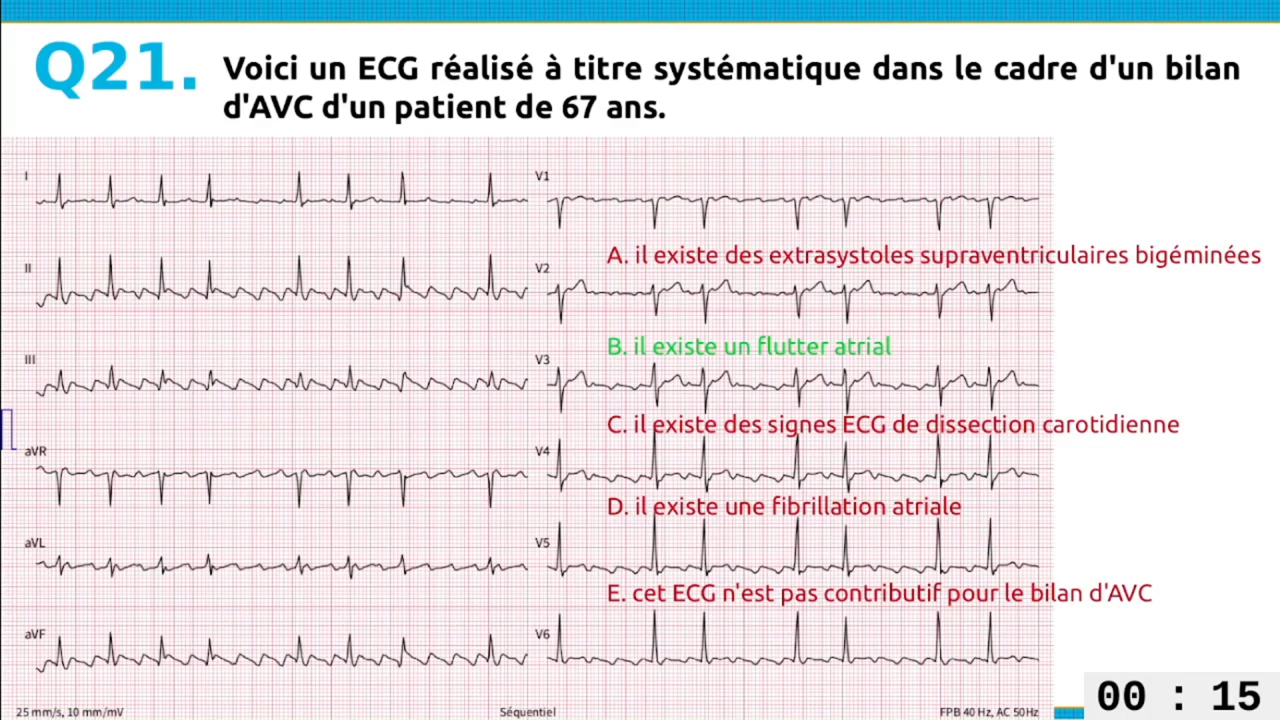 Q21.
Voici un ECG réalisé à titre systématique dans le cadre d'un bilan
d'AVC d'un patient de 67 ans.
I
II
III
aVR
aVL
aVF
V1
A. il existe des extrasystoles supraventriculaires bigéminées
V2
B. il existe un flutter atrial
V3
C. il existe des signes ECG de dissection carotidienne
V4
D. il existe une fibrillation atriale
V5
E. cet ECG n'est pas contributif pour le bilan d'AVC
V6
25 mm/s, 10 mm/mV
Séquentiel
FPB 40 Hz, AC 50Hz
00 : 15